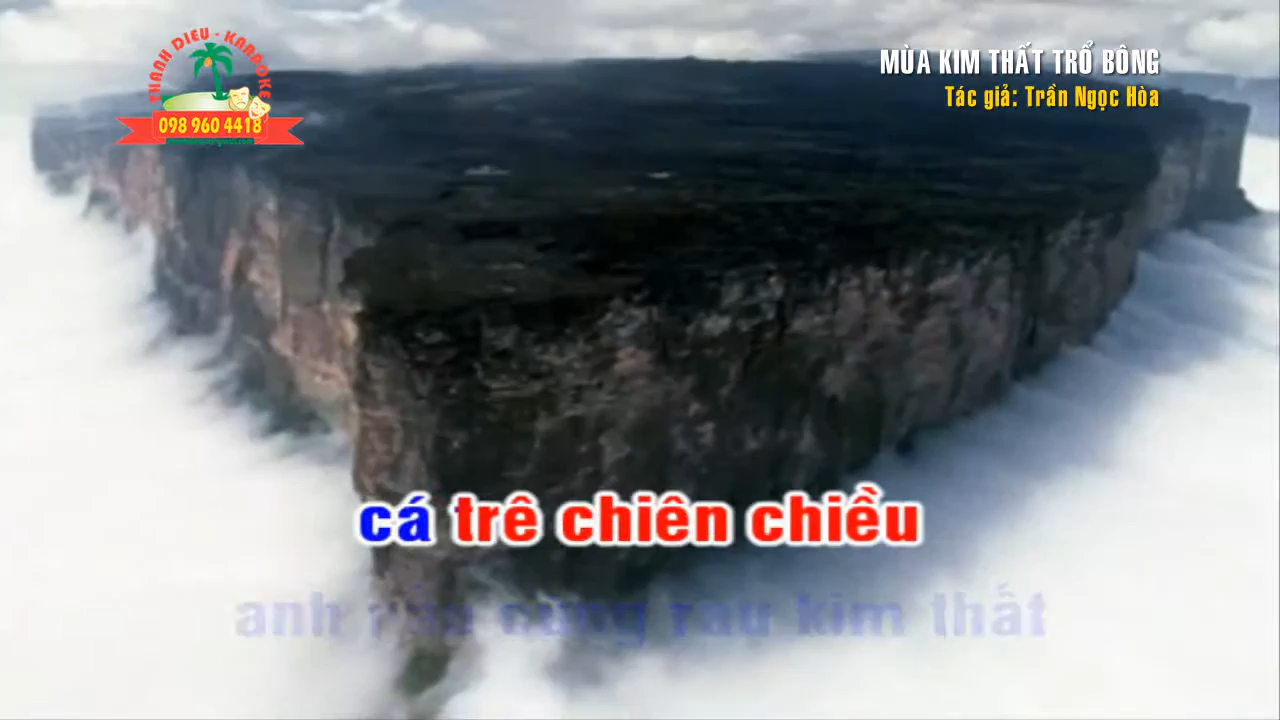 THANH DIEU - KARAOKE
098 960 4418
MÙA KIM THẤT TRỔ BÔNG
Tác giả: Trần Ngọc Hòa
cá trê chiên chiều
anh nấu cùng rau kim thất